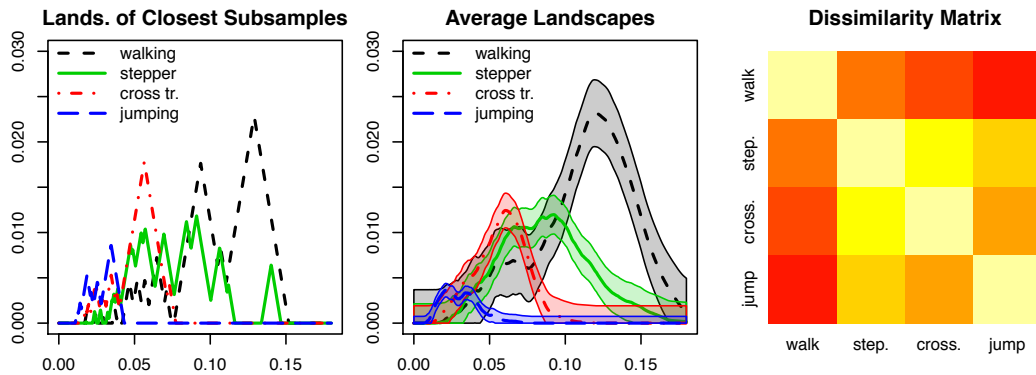 Lands. of Closest Subsamples
walking
stepper
cross tr.
jumping
0.030
0.020
0.010
0.000
0.00
0.05
0.10
0.15
Average Landscapes
walking
stepper
cross tr.
jumping
0.030
0.020
0.010
0.000
0.00
0.05
0.10
0.15
Dissimilarity Matrix
walk
step.
cross.
jump
walk
step.
cross.
jump